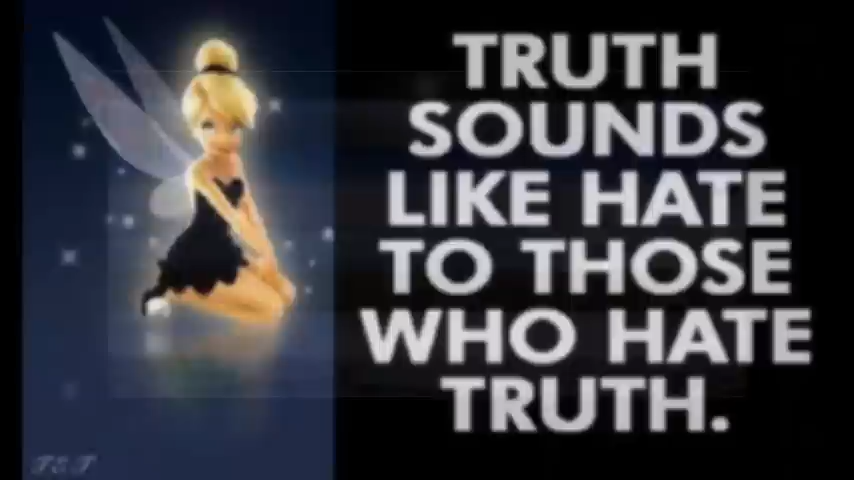 TRUTH
SOUNDS
LIKE HATE
TO THOSE
WHO HATE
TRUTH.
T&T